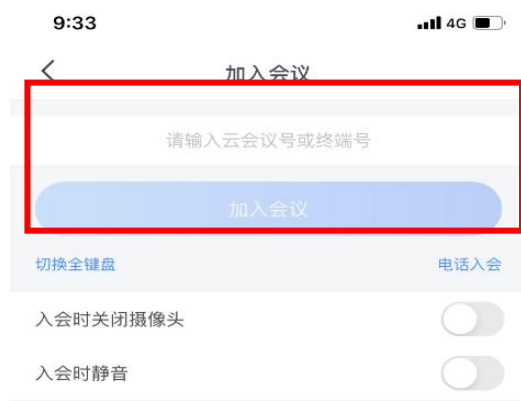 9:33 4G
加入会议
请输入云会议号或终端号
加入会议
切换全键盘 电话入会
入会时关闭摄像头
入会时静音